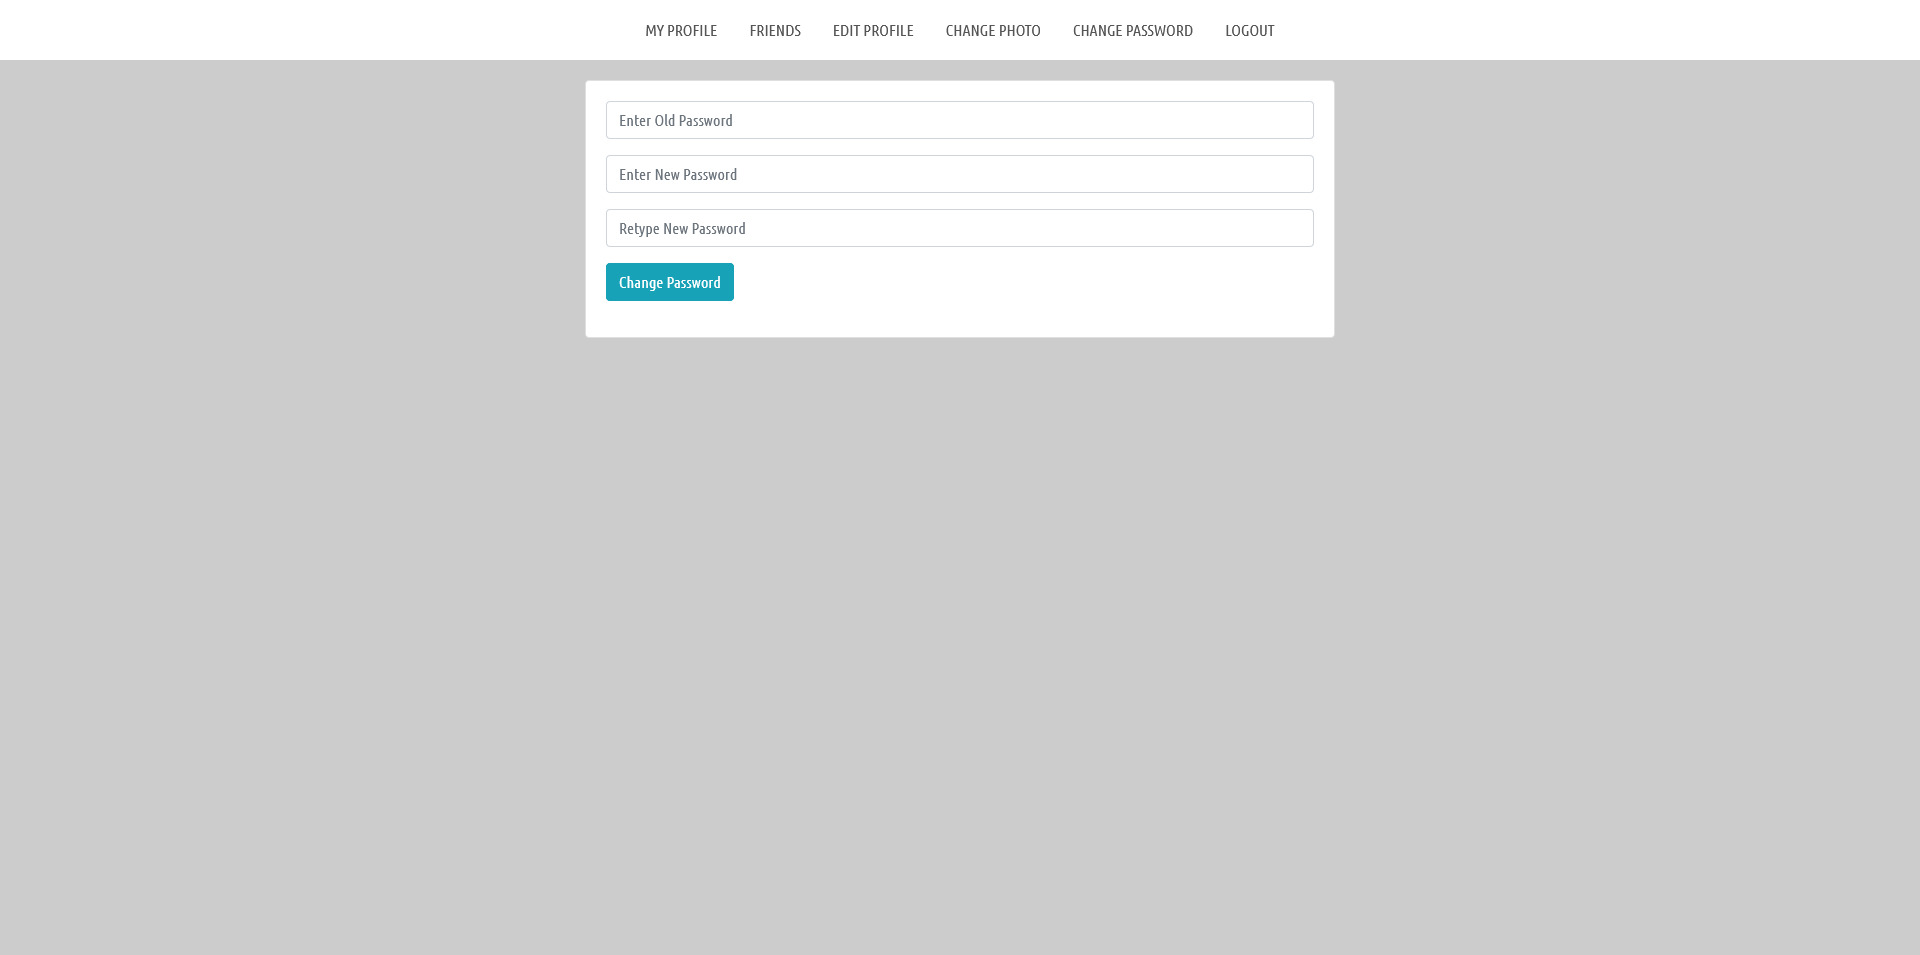 MY PROFILE FRIENDS EDIT PROFILE CHANGE PHOTO CHANGE PASSWORD LOGOUT
Enter Old Password
Enter New Password
Retype New Password
Change Password